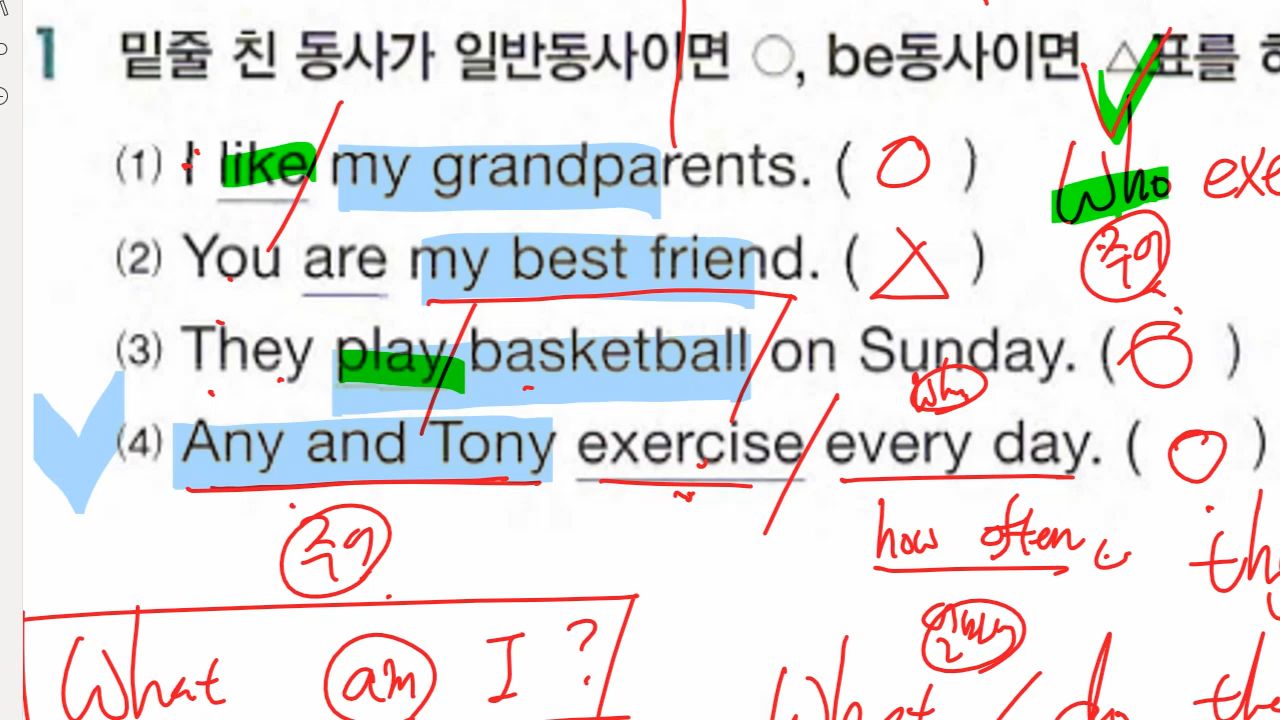 1 밑줄 친 동사가 일반동사이면 ○, be동사이면 △표를 하
(1) I like my grandparents. ( O )
Who exe
(2) You are my best friend. ( △ )
주어
(3) They play basketball on Sunday. ( O )
why
(4) Any and Tony exercise every day. ( O )
주어
how often
th
What am I?
What / do the